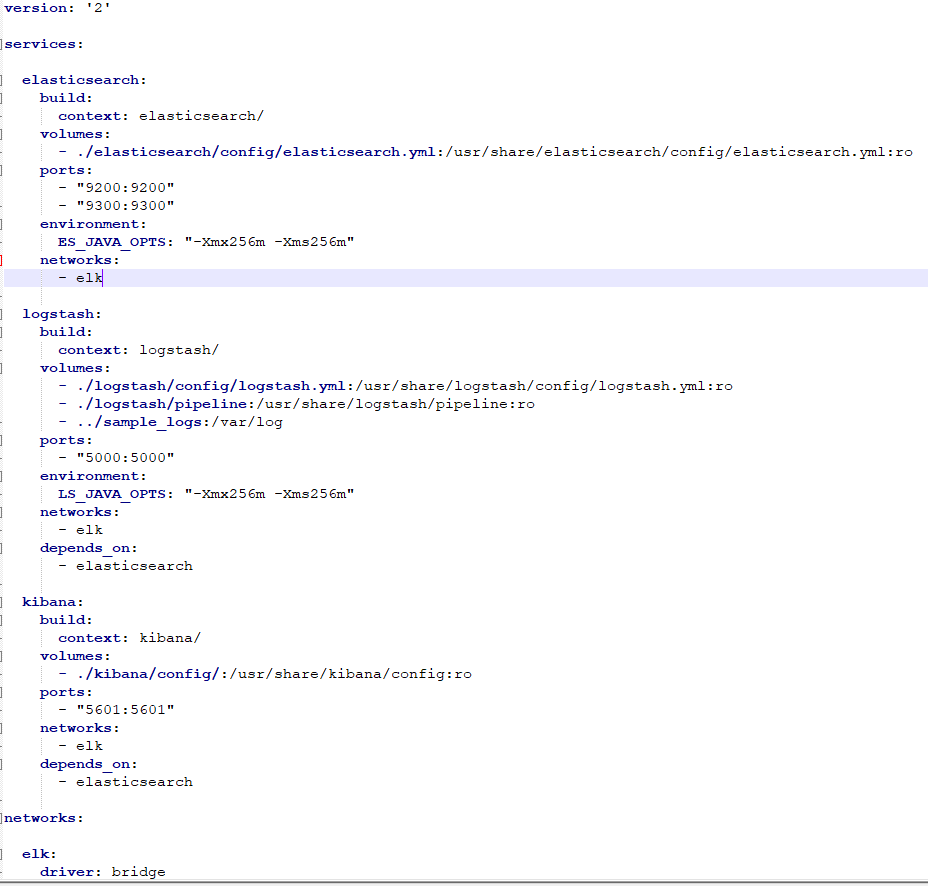 version: '2'
services:
  elasticsearch:
    build:
      context: elasticsearch/
    volumes:
      - ./elasticsearch/config/elasticsearch.yml:/usr/share/elasticsearch/config/elasticsearch.yml:ro
    ports:
      - "9200:9200"
      - "9300:9300"
    environment:
      ES_JAVA_OPTS: "-Xmx256m -Xms256m"
    networks:
      - elk
  logstash:
    build:
      context: logstash/
    volumes:
      - ./logstash/config/logstash.yml:/usr/share/logstash/config/logstash.yml:ro
      - ./logstash/pipeline:/usr/share/logstash/pipeline:ro
      - ../sample_logs:/var/log
    ports:
      - "5000:5000"
    environment:
      LS_JAVA_OPTS: "-Xmx256m -Xms256m"
    networks:
      - elk
    depends_on:
      - elasticsearch
  kibana:
    build:
      context: kibana/
    volumes:
      - ./kibana/config/:/usr/share/kibana/config:ro
    ports:
      - "5601:5601"
    networks:
      - elk
    depends_on:
      - elasticsearch
networks:
  elk:
    driver: bridge